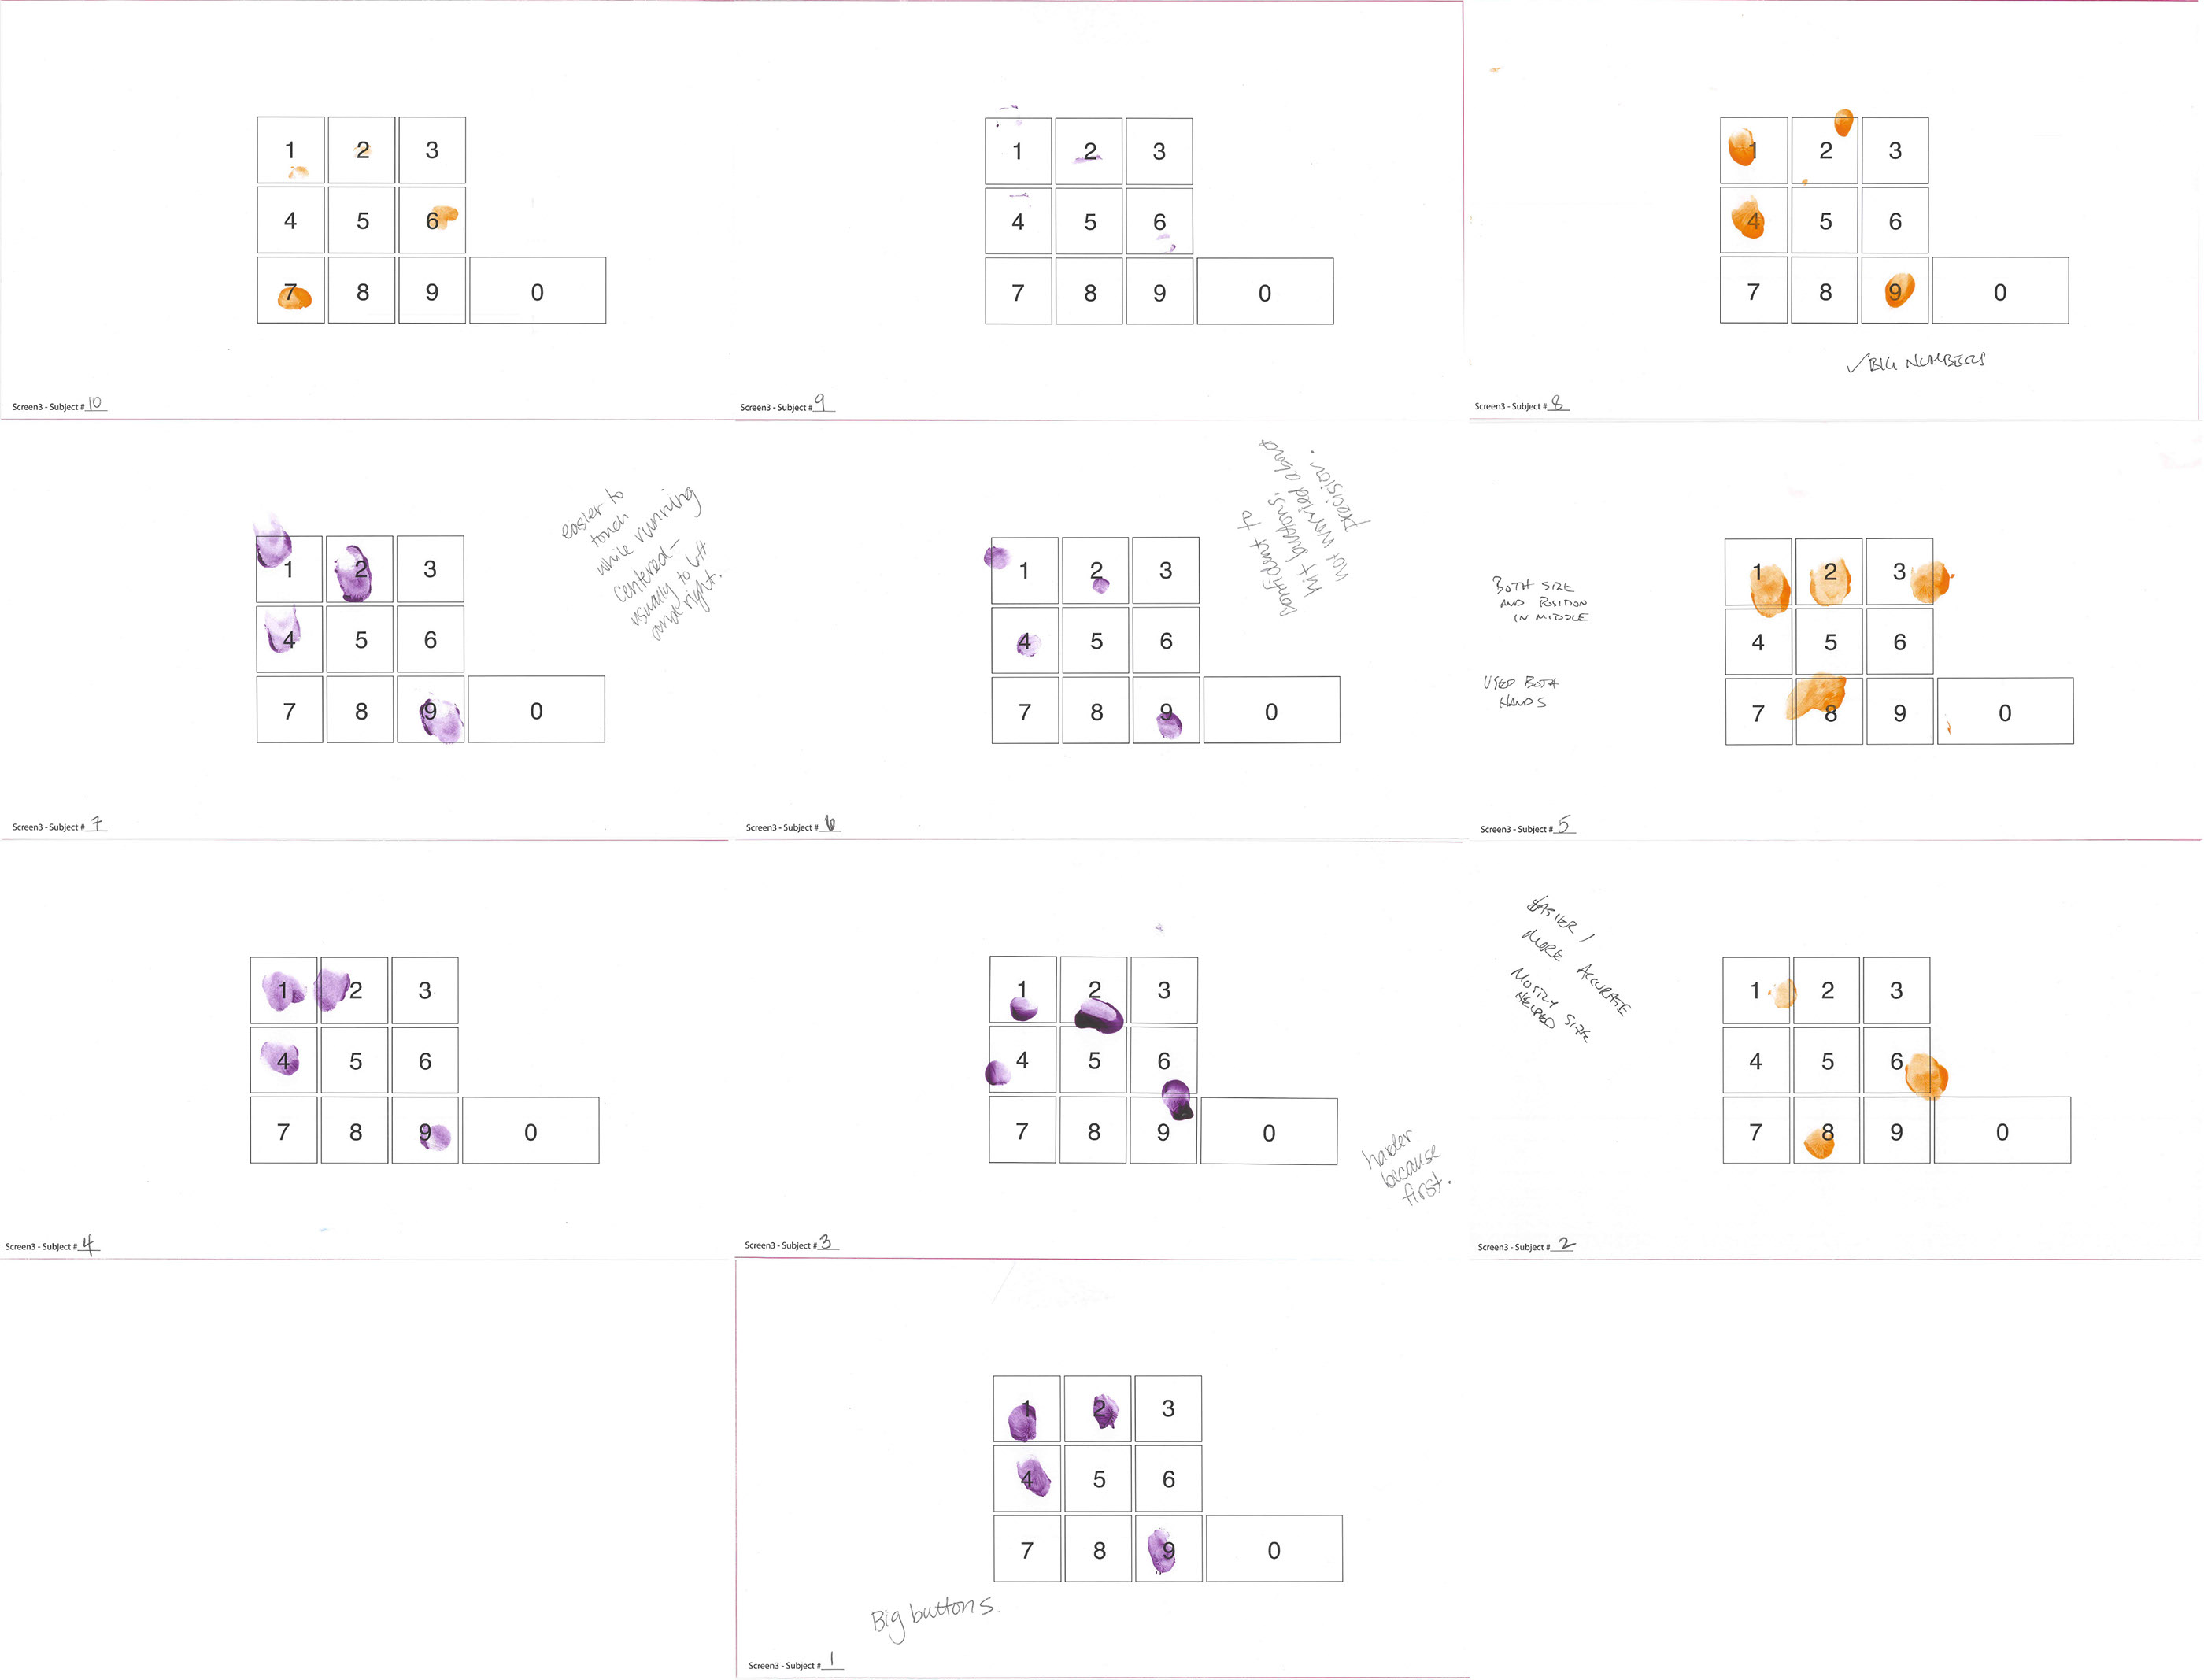 1 2 3
4 5 6
7 8 9 0
Screen3 - Subject # 10
1 2 3
4 5 6
7 8 9 0
Screen3 - Subject # 9
1 2 3
4 5 6
7 8 9 0
✓BIG NUMBERS
Screen3 - Subject # 8
1 2 3
4 5 6
7 8 9 0
easier to
touch
while running
centered-
usually to left
and right.
Screen3 - Subject # 7
1 2 3
4 5 6
7 8 9 0
confident to
hit buttons,
not worried about
precision.
Screen3 - Subject # 6
1 2 3
4 5 6
7 8 9 0
BOTH SIZE
AND POSITION
IN MIDDLE
USED BOTH
HANDS
Screen3 - Subject # 5
1 2 3
4 5 6
7 8 9 0
Screen3 - Subject # 4
1 2 3
4 5 6
7 8 9 0
harder
because
first.
Screen3 - Subject # 3
EASIER /
MORE ACCURATE
MOSTLY SIZE
HELPED
1 2 3
4 5 6
7 8 9 0
Screen3 - Subject # 2
1 2 3
4 5 6
7 8 9 0
Big buttons.
Screen3 - Subject # 1